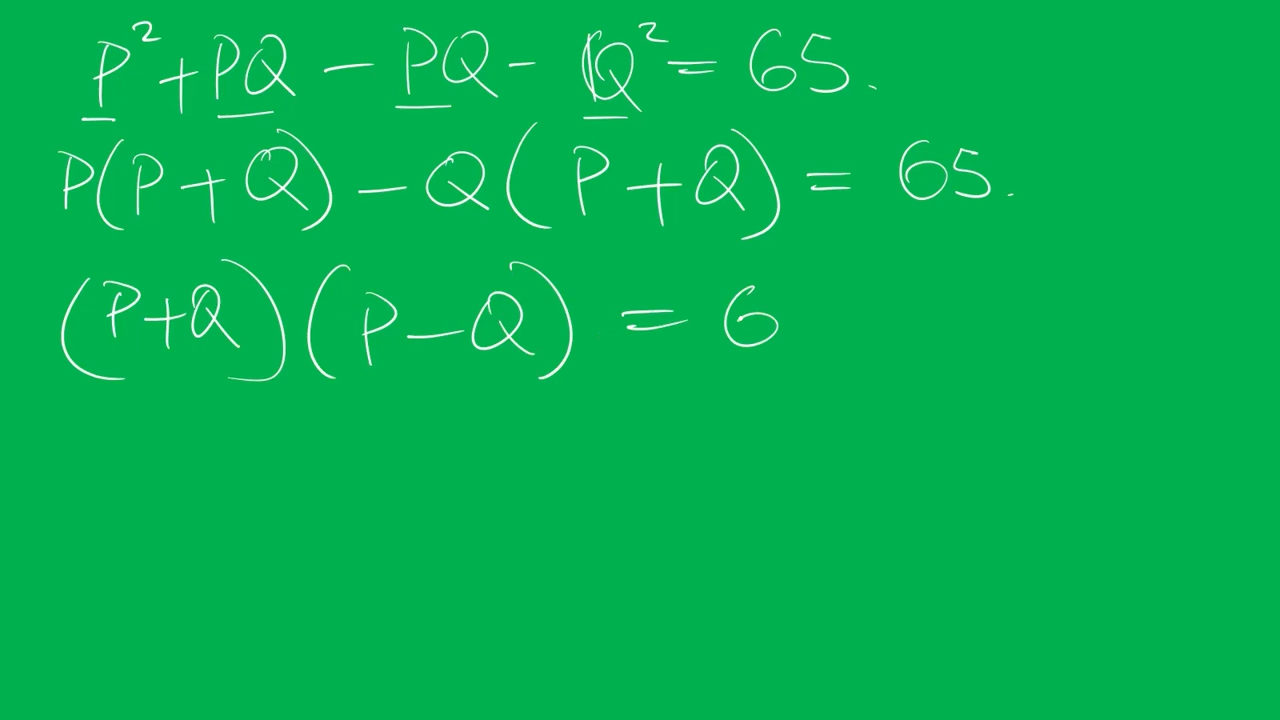 P² + PQ - PQ - Q² = 65.
P(P + Q) - Q(P + Q) = 65.
(P+Q)(P-Q) = 6